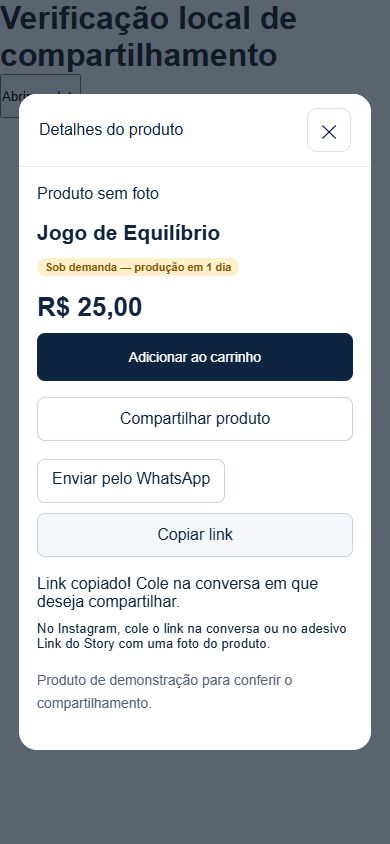 Verificação local de
compartilhamento
Detalhes do produto
Produto sem foto
Jogo de Equilíbrio
Sob demanda — produção em 1 dia
R$ 25,00
Adicionar ao carrinho
Compartilhar produto
Enviar pelo WhatsApp
Copiar link
Link copiado! Cole na conversa em que
deseja compartilhar.
No Instagram, cole o link na conversa ou no adesivo
Link do Story com uma foto do produto.
Produto de demonstração para conferir o
compartilhamento.